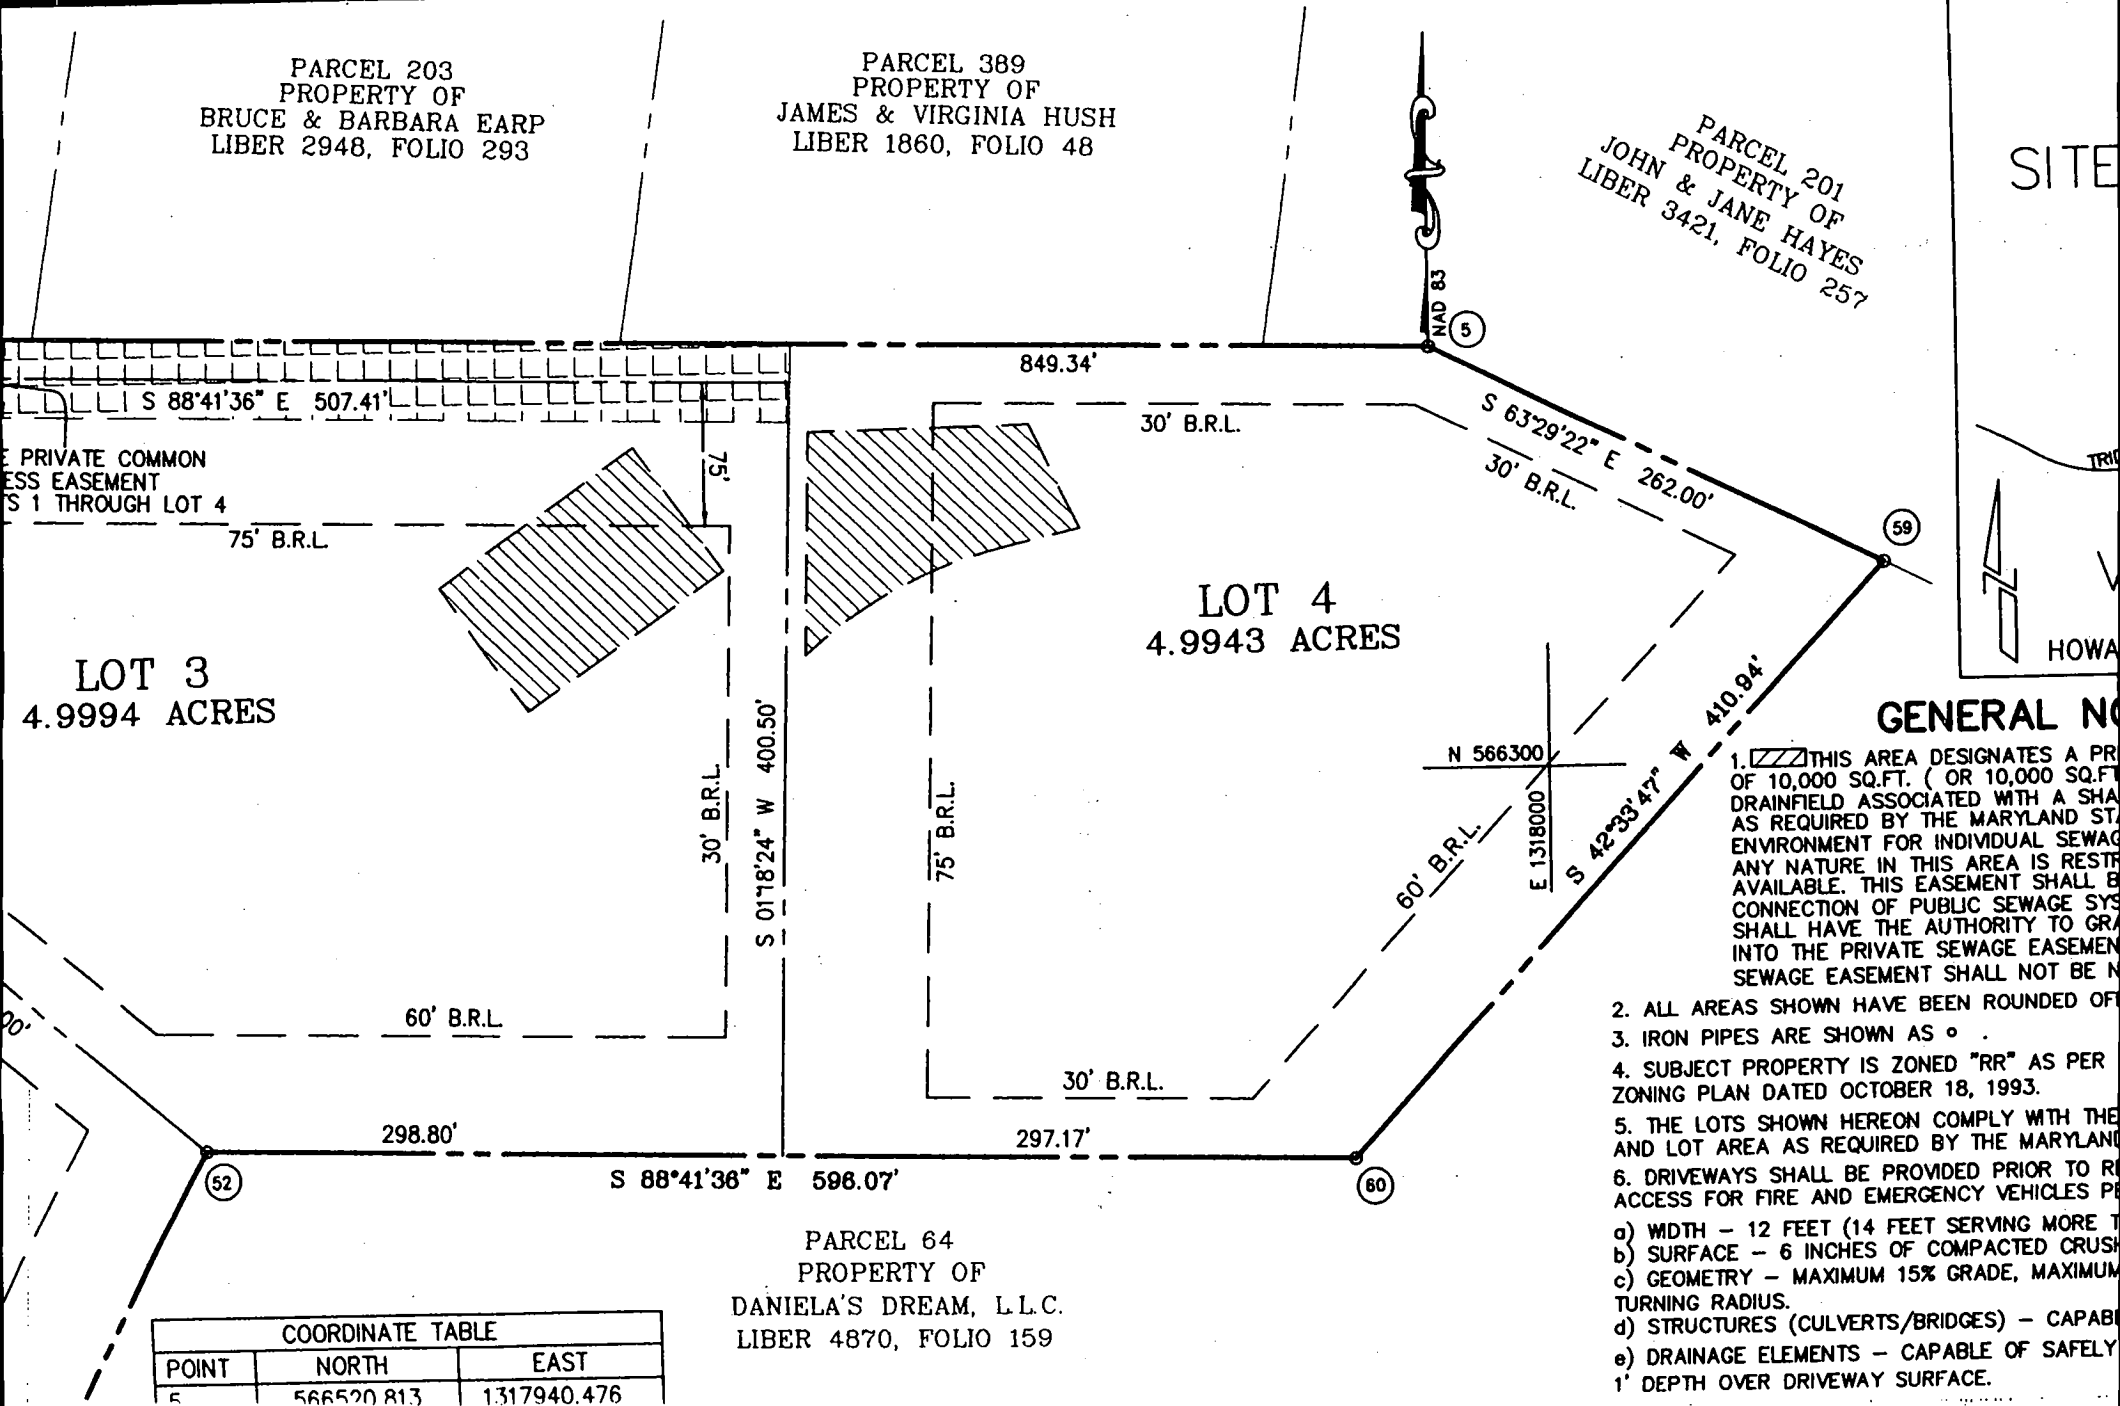 PARCEL 203
PROPERTY OF
BRUCE & BARBARA EARP
LIBER 2948, FOLIO 293
PARCEL 389
PROPERTY OF
JAMES & VIRGINIA HUSH
LIBER 1860, FOLIO 48
PARCEL 201
PROPERTY OF
JOHN & JANE HAYES
LIBER 3421, FOLIO 257
SITE
NAD 83
5
849.34'
S 88°41'36" E 507.41'
30' B.R.L.
S 63°29'22" E 262.00'
30' B.R.L.
59
PRIVATE COMMON
ESS EASEMENT
S 1 THROUGH LOT 4
75'
75' B.R.L.
LOT 3
4.9994 ACRES
LOT 4
4.9943 ACRES
S 01°18'24" W 400.50'
30' B.R.L.
75' B.R.L.
N 566300
E 1318000
S 42°33'47" W 410.94'
60' B.R.L.
60' B.R.L.
30' B.R.L.
00'
298.80'
297.17'
S 88°41'36" E 596.07'
52
60
PARCEL 64
PROPERTY OF
DANIELA'S DREAM, L.L.C.
LIBER 4870, FOLIO 159
COORDINATE TABLE
POINT NORTH EAST
5 566520.813 1317940.476
HOWA
GENERAL NO
1. THIS AREA DESIGNATES A PR
OF 10,000 SQ.FT. ( OR 10,000 SQ.FT
DRAINFIELD ASSOCIATED WITH A SHA
AS REQUIRED BY THE MARYLAND STA
ENVIRONMENT FOR INDIVIDUAL SEWAG
ANY NATURE IN THIS AREA IS RESTR
AVAILABLE. THIS EASEMENT SHALL B
CONNECTION OF PUBLIC SEWAGE SYS
SHALL HAVE THE AUTHORITY TO GRA
INTO THE PRIVATE SEWAGE EASEMEN
SEWAGE EASEMENT SHALL NOT BE N
2. ALL AREAS SHOWN HAVE BEEN ROUNDED OF
3. IRON PIPES ARE SHOWN AS o .
4. SUBJECT PROPERTY IS ZONED "RR" AS PER
ZONING PLAN DATED OCTOBER 18, 1993.
5. THE LOTS SHOWN HEREON COMPLY WITH THE
AND LOT AREA AS REQUIRED BY THE MARYLAND
6. DRIVEWAYS SHALL BE PROVIDED PRIOR TO R
ACCESS FOR FIRE AND EMERGENCY VEHICLES P
a) WIDTH – 12 FEET (14 FEET SERVING MORE T
b) SURFACE – 6 INCHES OF COMPACTED CRUSH
c) GEOMETRY – MAXIMUM 15% GRADE, MAXIMUM
TURNING RADIUS.
d) STRUCTURES (CULVERTS/BRIDGES) – CAPABL
e) DRAINAGE ELEMENTS – CAPABLE OF SAFELY
1' DEPTH OVER DRIVEWAY SURFACE.